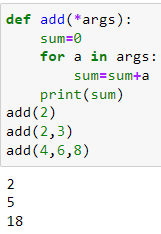 def add(*args):
    sum=0
    for a in args:
        sum=sum+a
    print(sum)
add(2)
add(2,3)
add(4,6,8)
2
5
18